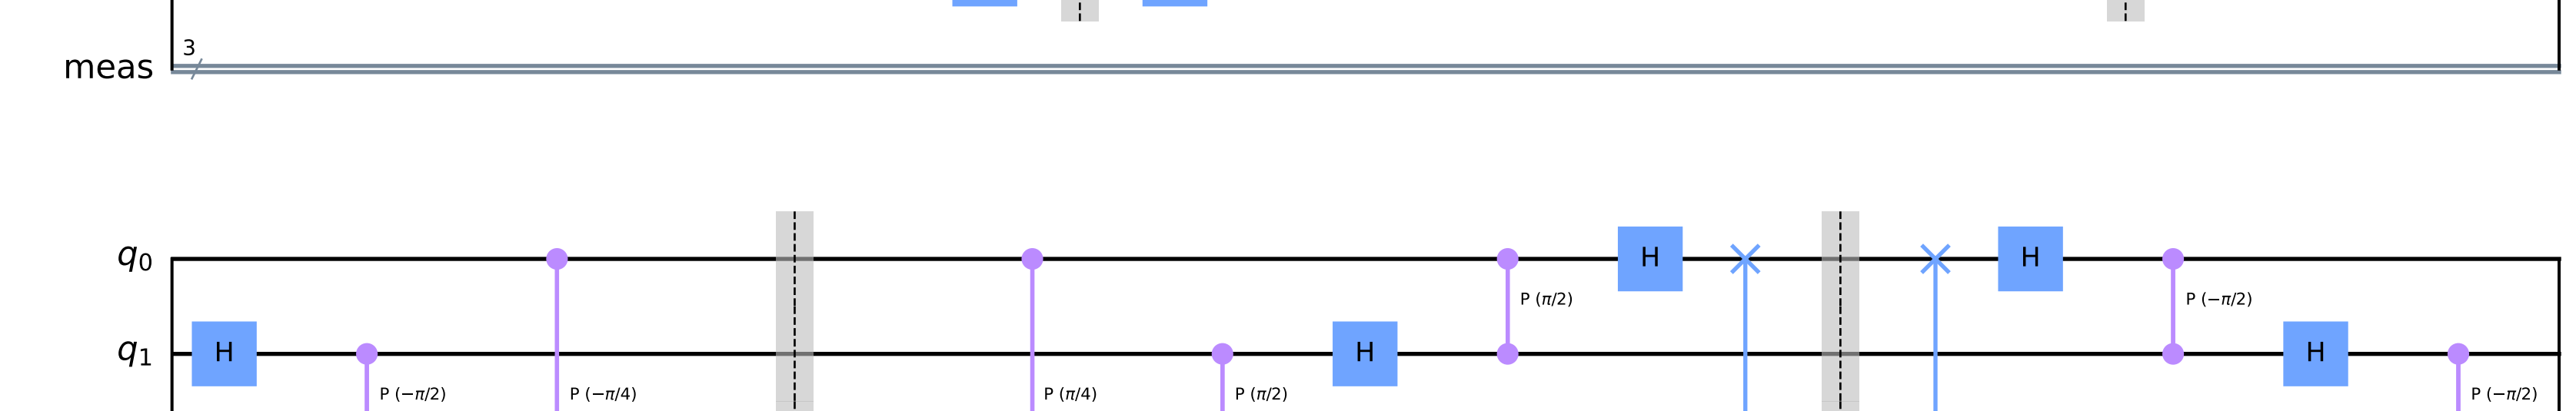 3
meas
H H
q0
P (π/2) P (−π/2)
q1 H H H
P (−π/2) P (−π/4) P (π/4) P (π/2) P (−π/2)